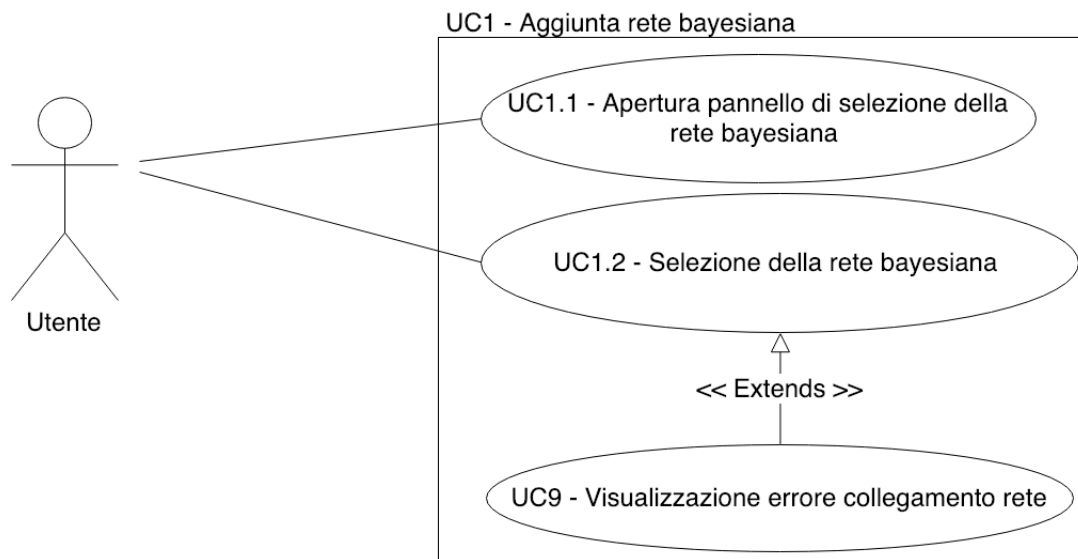 UC1 - Aggiunta rete bayesiana
UC1.1 - Apertura pannello di selezione della
rete bayesiana
UC1.2 - Selezione della rete bayesiana
Utente
<< Extends >>
UC9 - Visualizzazione errore collegamento rete